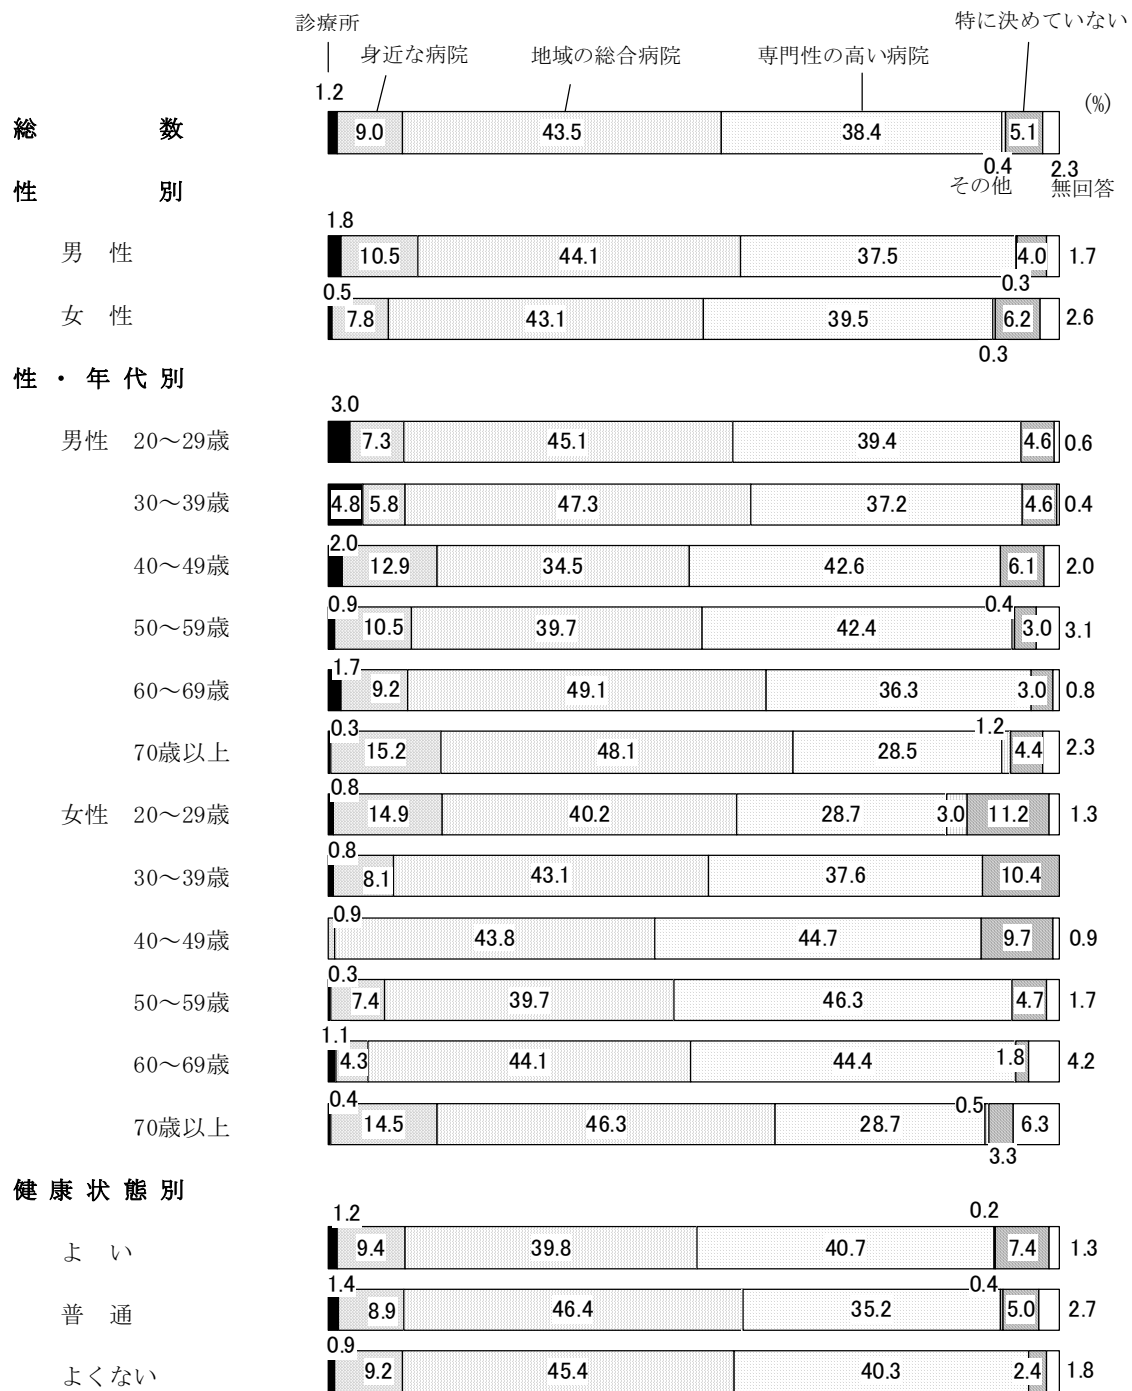 診療所 特に決めていない
身近な病院 地域の総合病院 専門性の高い病院
1.2 (%)
総数 9.0 43.5 38.4 5.1
0.4 2.3
性別 その他 無回答
1.8
男性 10.5 44.1 37.5 4.0 1.7
0.3
0.5
女性 7.8 43.1 39.5 6.2 2.6
0.3
性・年代別
3.0
男性 20〜29歳 7.3 45.1 39.4 4.6 0.6
30〜39歳 4.8 5.8 47.3 37.2 4.6 0.4
2.0
40〜49歳 12.9 34.5 42.6 6.1 2.0
0.9 0.4
50〜59歳 10.5 39.7 42.4 3.0 3.1
1.7
60〜69歳 9.2 49.1 36.3 3.0 0.8
0.3 1.2
70歳以上 15.2 48.1 28.5 4.4 2.3
0.8
女性 20〜29歳 14.9 40.2 28.7 3.0 11.2 1.3
0.8
30〜39歳 8.1 43.1 37.6 10.4
0.9
40〜49歳 43.8 44.7 9.7 0.9
0.3
50〜59歳 7.4 39.7 46.3 4.7 1.7
1.1
60〜69歳 4.3 44.1 44.4 1.8 4.2
0.4 0.5
70歳以上 14.5 46.3 28.7 6.3
3.3
健康状態別
1.2 0.2
よい 9.4 39.8 40.7 7.4 1.3
1.4 0.4
普通 8.9 46.4 35.2 5.0 2.7
0.9
よくない 9.2 45.4 40.3 2.4 1.8